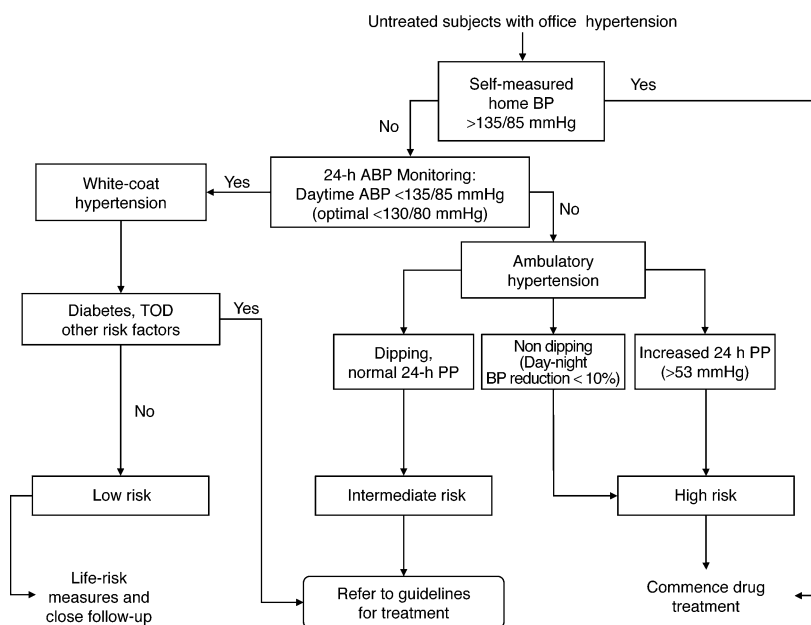 Untreated subjects with office hypertension
Self-measured
home BP
>135/85 mmHg
Yes
No
24-h ABP Monitoring:
Daytime ABP <135/85 mmHg
(optimal <130/80 mmHg)
Yes
White-coat
hypertension
No
Ambulatory
hypertension
Diabetes, TOD
other risk factors
Yes
Dipping,
normal 24-h PP
Non dipping
(Day-night
BP reduction < 10%)
Increased 24 h PP
(>53 mmHg)
No
Low risk
Intermediate risk
High risk
Life-risk
measures and
close follow-up
Refer to guidelines
for treatment
Commence drug
treatment